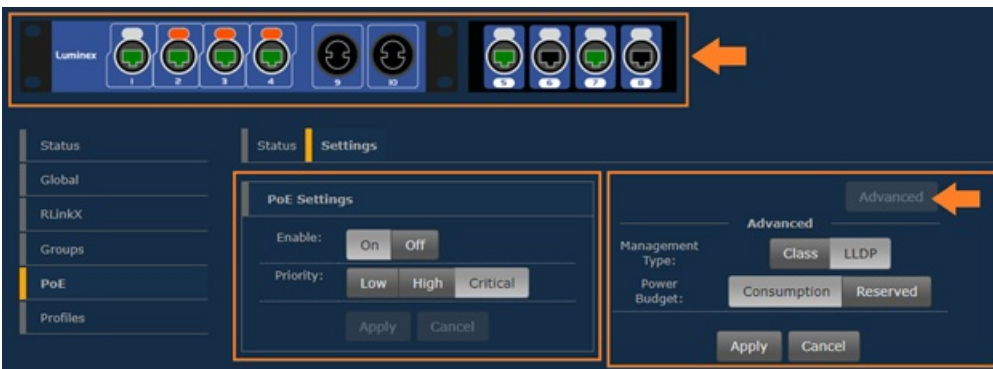 Luminex
1 2 3 4 9 10 5 6 7 8
Status
Global
RLinkX
Groups
PoE
Profiles
Status Settings
PoE Settings
Enable: On Off
Priority: Low High Critical
Apply Cancel
Advanced
Advanced
Management
Type: Class LLDP
Power
Budget: Consumption Reserved
Apply Cancel